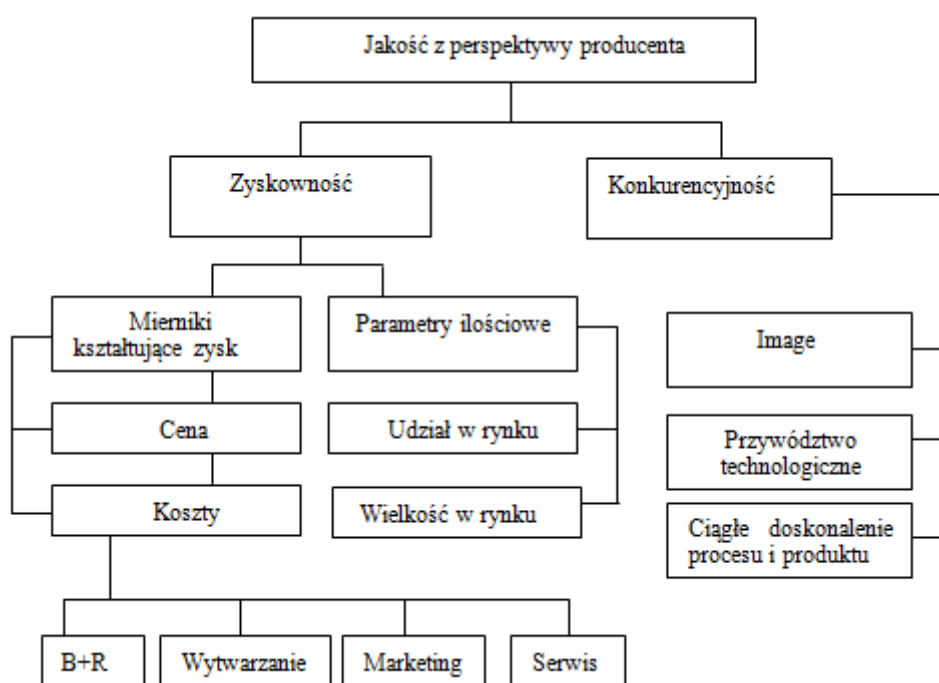 Jakość z perspektywy producenta
Zyskowność
Konkurencyjność
Mierniki
kształtujące zysk
Parametry ilościowe
Image
Cena
Udział w rynku
Przywództwo
technologiczne
Koszty
Wielkość w rynku
Ciągłe doskonalenie
procesu i produktu
B+R
Wytwarzanie
Marketing
Serwis